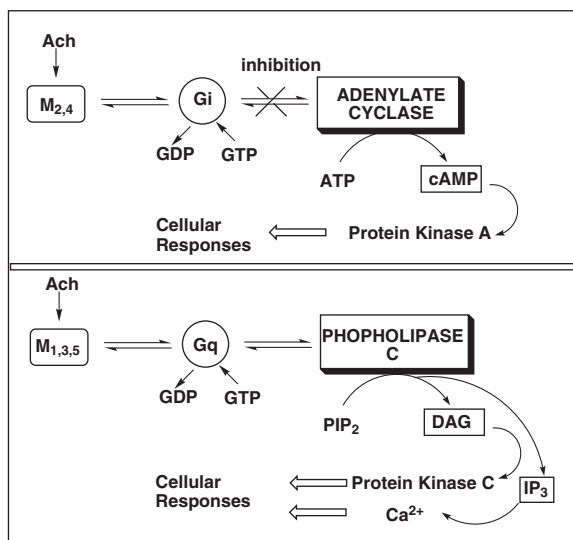 Ach
inhibition
M2,4
Gi
ADENYLATE
CYCLASE
GDP
GTP
ATP
cAMP
Cellular
Responses
Protein Kinase A
Ach
M1,3,5
Gq
PHOPHOLIPASE
C
GDP
GTP
PIP2
DAG
Cellular
Responses
Protein Kinase C
IP3
Ca2+